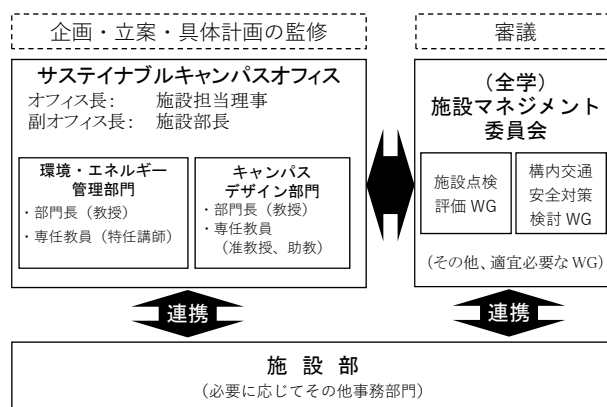 企画・立案・具体計画の監修
審議
サステイナブルキャンパスオフィス
オフィス長： 施設担当理事
副オフィス長： 施設部長
環境・エネルギー
管理部門
・部門長（教授）
・専任教員（特任講師）
キャンパス
デザイン部門
・部門長（教授）
・専任教員
（准教授、助教）
（全学）
施設マネジメント
委員会
施設点検
評価 WG
構内交通
安全対策
検討 WG
（その他、適宜必要な WG）
連携
連携
施 設 部
（必要に応じてその他事務部門）